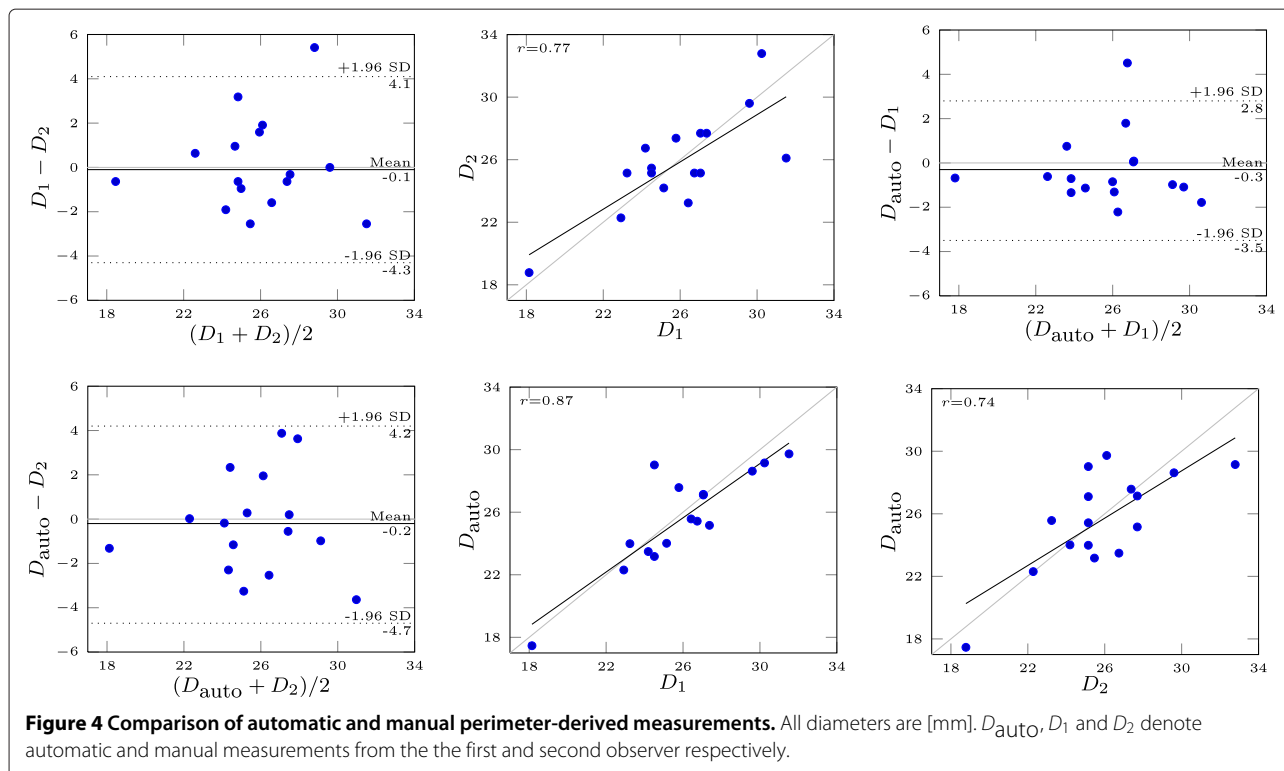 6
4
2
0
−2
−4
−6
D1 − D2
+1.96 SD
4.1
Mean
-0.1
-1.96 SD
-4.3
18 22 26 30 34
(D1 + D2)/2
34
30
26
22
18
D2
r=0.77
18 22 26 30 34
D1
6
4
2
0
−2
−4
−6
Dauto − D1
+1.96 SD
2.8
Mean
-0.3
-1.96 SD
-3.5
18 22 26 30 34
(Dauto + D1)/2
6
4
2
0
−2
−4
−6
Dauto − D2
+1.96 SD
4.2
Mean
-0.2
-1.96 SD
-4.7
18 22 26 30 34
(Dauto + D2)/2
34
30
26
22
18
Dauto
r=0.87
18 22 26 30 34
D1
34
30
26
22
18
Dauto
r=0.74
18 22 26 30 34
D2
Figure 4 Comparison of automatic and manual perimeter-derived measurements. All diameters are [mm]. Dauto, D1 and D2 denote
automatic and manual measurements from the the first and second observer respectively.